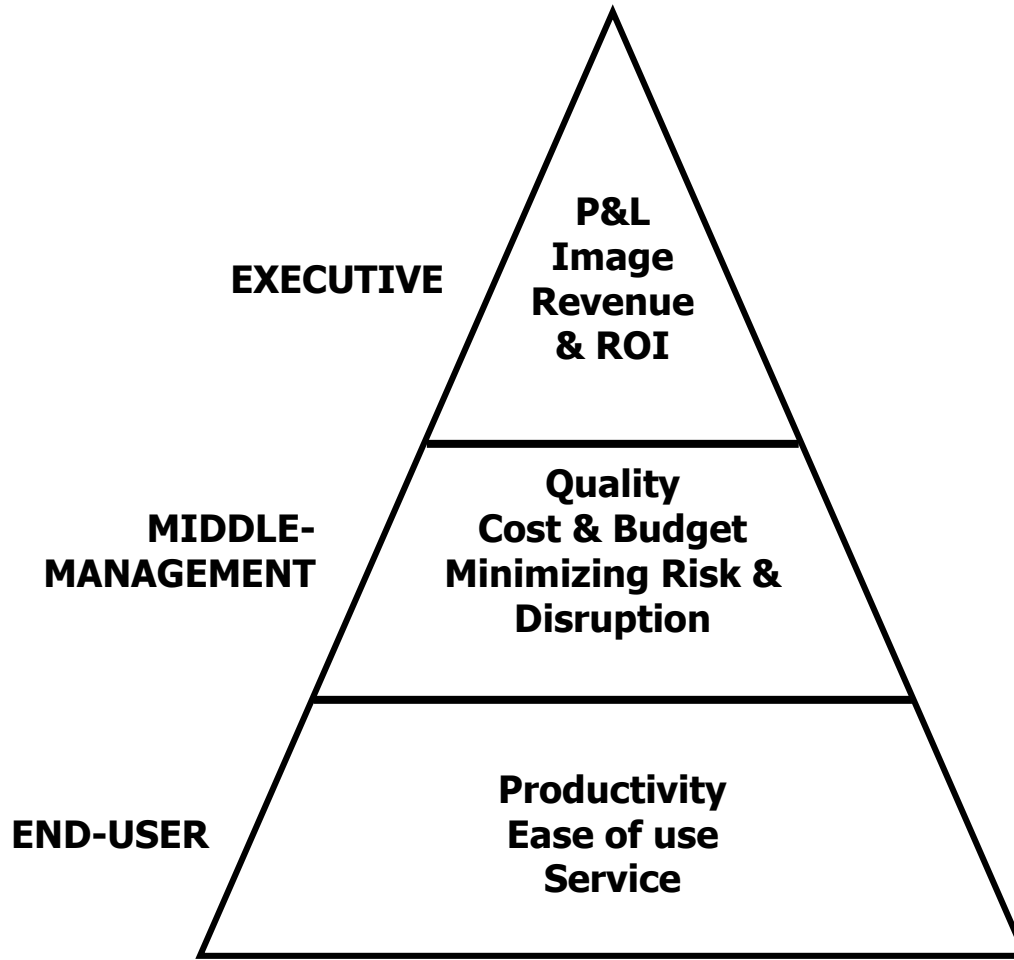 P&L
Image
Revenue
& ROI
EXECUTIVE
Quality
Cost & Budget
Minimizing Risk &
Disruption
MIDDLE-
MANAGEMENT
Productivity
Ease of use
Service
END-USER